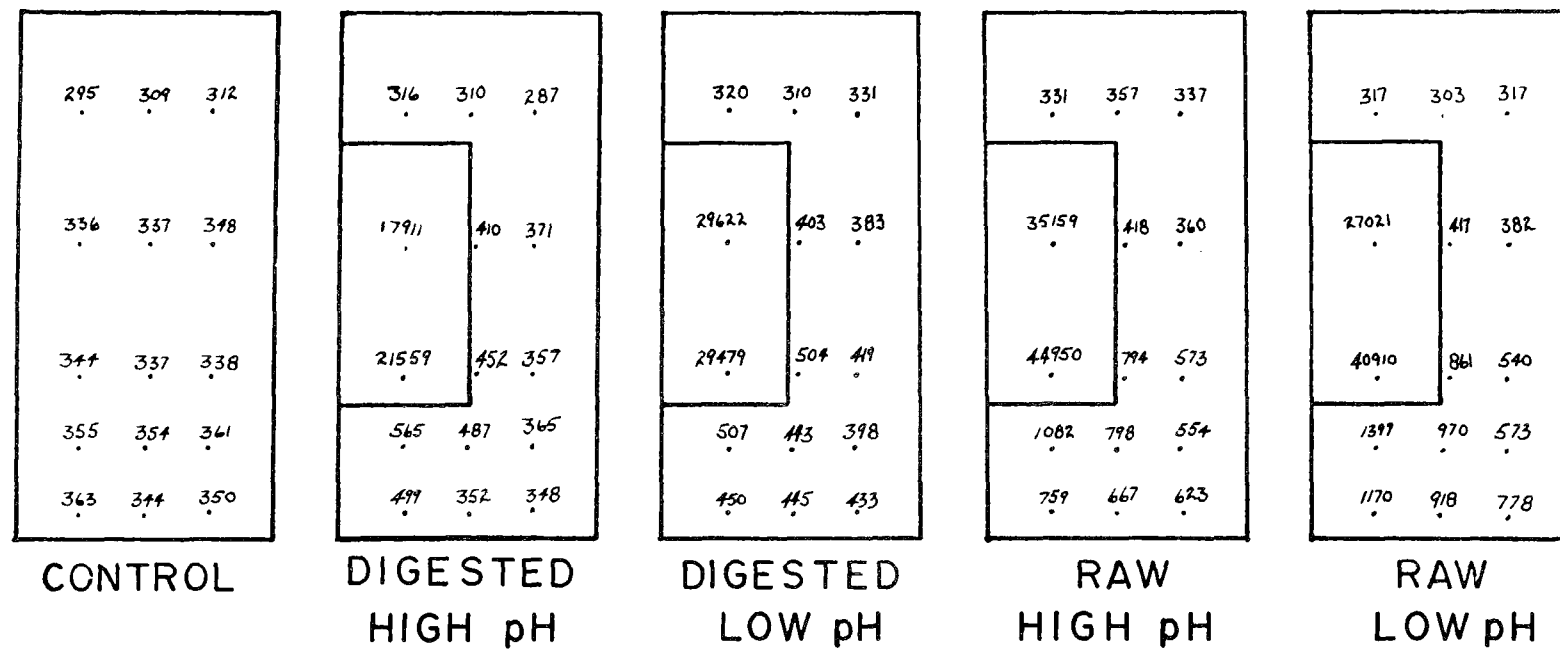 295 309 312 316 310 287 320 310 331 331 357 337 317 303 317
336 337 348 17911 410 371 29622 403 383 35159 418 360 27021 417 382
344 337 338 21559 452 357 29479 504 419 44950 794 573 40910 861 540
355 354 361 565 487 365 507 443 398 1082 798 554 1397 970 573
363 344 350 499 352 348 450 445 433 759 667 623 1170 918 778
CONTROL DIGESTED DIGESTED RAW RAW
HIGH pH LOW pH HIGH pH LOW pH